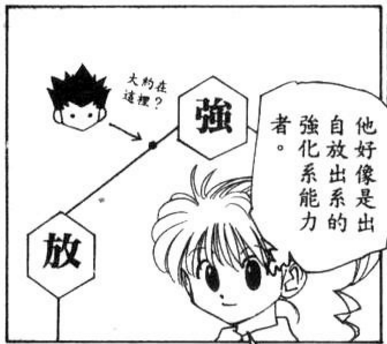 他好像是出
自放出系的
強化系能力
者。
強
大約在
這裡？
放